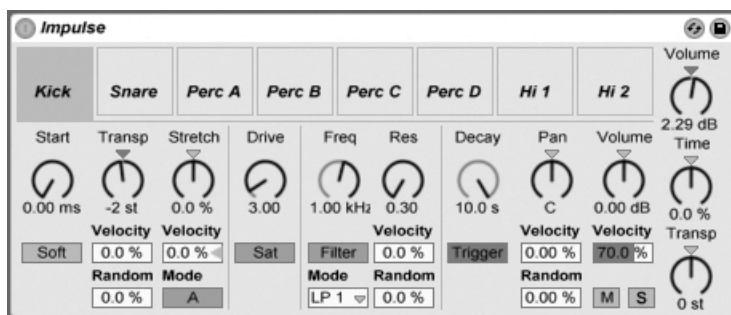 Impulse
Kick Snare Perc A Perc B Perc C Perc D Hi 1 Hi 2 Volume
2.29 dB
Start Transp Stretch Drive Freq Res Decay Pan Volume Time
0.00 ms -2 st 0.0 % 3.00 1.00 kHz 0.30 10.0 s C 0.00 dB 0.0 %
Velocity Velocity Velocity Velocity Velocity Transp
Soft 0.0 % 0.0 % Sat Filter 0.0 % Trigger 0.00 % 70.0 %
Random Mode Mode Random Random
0.0 % A LP 1 0.0 % 0.00 % M S 0 st